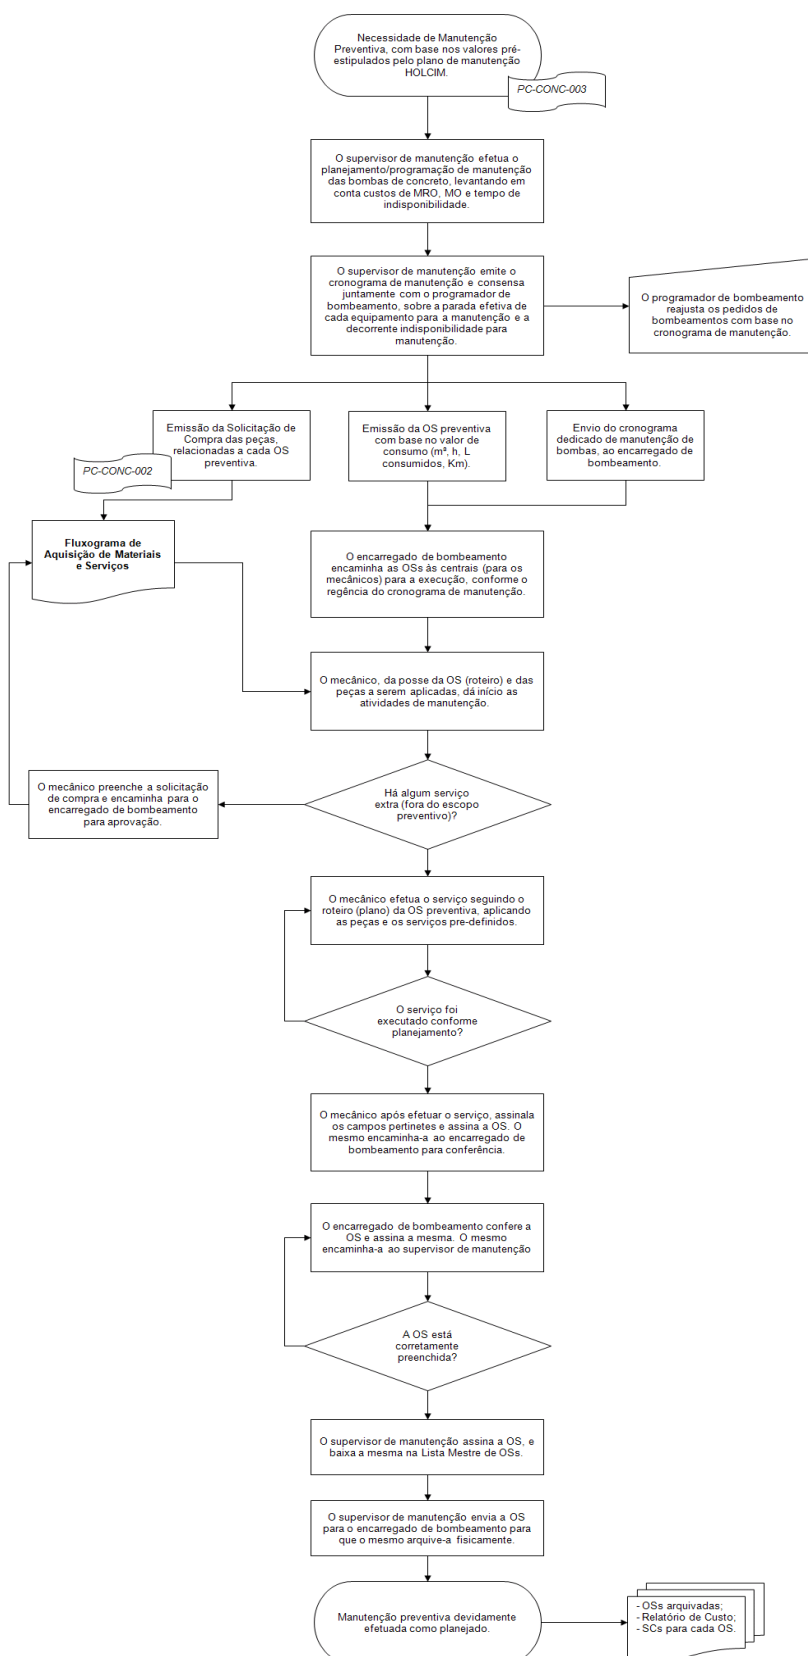 Necessidade de Manutenção
Preventiva, com base nos valores pré-
estipulados pelo plano de manutenção
HOLCIM.
PC-CONC-003
O supervisor de manutenção efetua o
planejamento/programação de manutenção
das bombas de concreto, levantando em
conta custos de MRO, MO e tempo de
indisponibilidade.
O supervisor de manutenção emite o
cronograma de manutenção e consensa
juntamente com o programador de
bombeamento, sobre a parada efetiva de
cada equipamento para a manutenção e a
decorrente indisponibilidade para
manutenção.
O programador de bombeamento
reajusta os pedidos de
bombeamentos com base no
cronograma de manutenção.
Emissão da Solicitação de
Compra das peças,
relacionadas a cada OS
preventiva.
PC-CONC-002
Emissão da OS preventiva
com base no valor de
consumo (m³, h, L
consumidos, Km).
Envio do cronograma
dedicado de manutenção de
bombas, ao encarregado de
bombeamento.
Fluxograma de
Aquisição de Materiais
e Serviços
O encarregado de bombeamento
encaminha as OSs às centrais (para os
mecânicos) para a execução, conforme o
regência do cronograma de manutenção.
O mecânico, da posse da OS (roteiro) e das
peças a serem aplicadas, dá início as
atividades de manutenção.
Há algum serviço
extra (fora do escopo
preventivo)?
O mecânico preenche a solicitação
de compra e encaminha para o
encarregado de bombeamento
para aprovação.
O mecânico efetua o serviço seguindo o
roteiro (plano) da OS preventiva, aplicando
as peças e os serviços pre-definidos.
O serviço foi
executado conforme
planejamento?
O mecânico após efetuar o serviço, assinala
os campos pertinetes e assina a OS. O
mesmo encaminha-a ao encarregado de
bombeamento para conferência.
O encarregado de bombeamento confere a
OS e assina a mesma. O mesmo
encaminha-a ao supervisor de manutenção
A OS está
corretamente
preenchida?
O supervisor de manutenção assina a OS, e
baixa a mesma na Lista Mestre de OSs.
O supervisor de manutenção envia a OS
para o encarregado de bombeamento para
que o mesmo arquive-a fisicamente.
Manutenção preventiva devidamente
efetuada como planejado.
- OSs arquivadas;
- Relatório de Custo;
- SCs para cada OS.